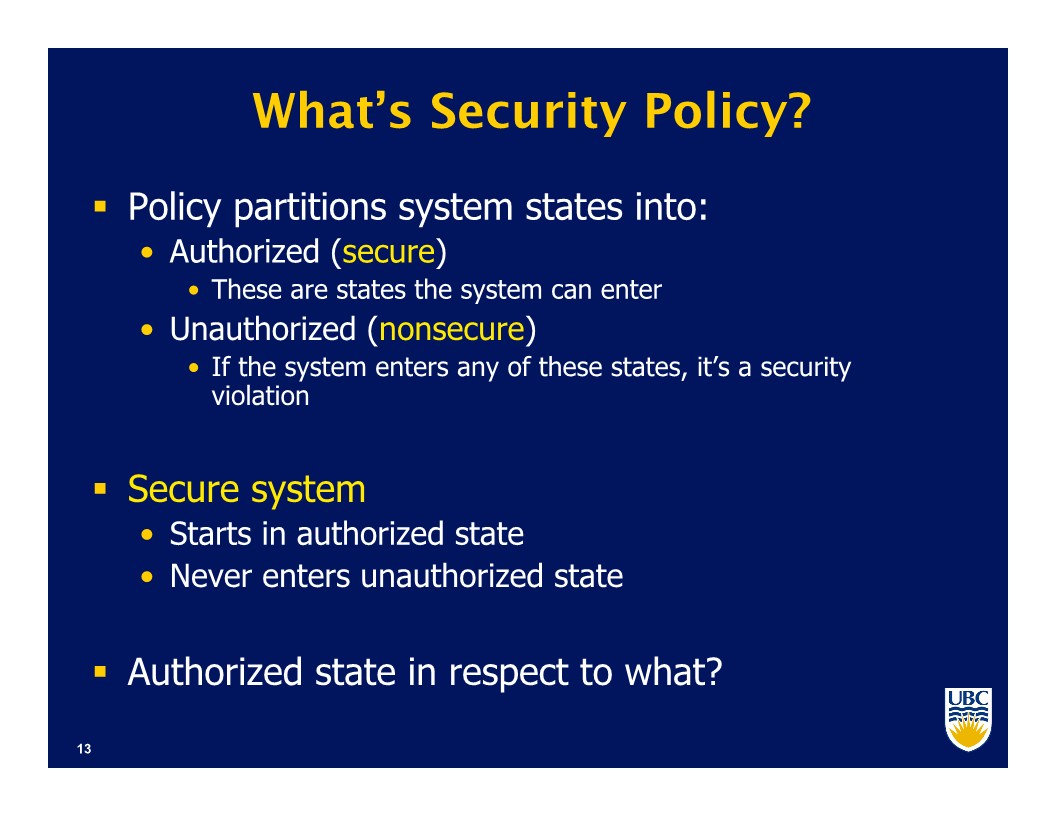 What’s Security Policy?
▪ Policy partitions system states into:
• Authorized (secure)
• These are states the system can enter
• Unauthorized (nonsecure)
• If the system enters any of these states, it’s a security
violation
▪ Secure system
• Starts in authorized state
• Never enters unauthorized state
▪ Authorized state in respect to what?
UBC
13